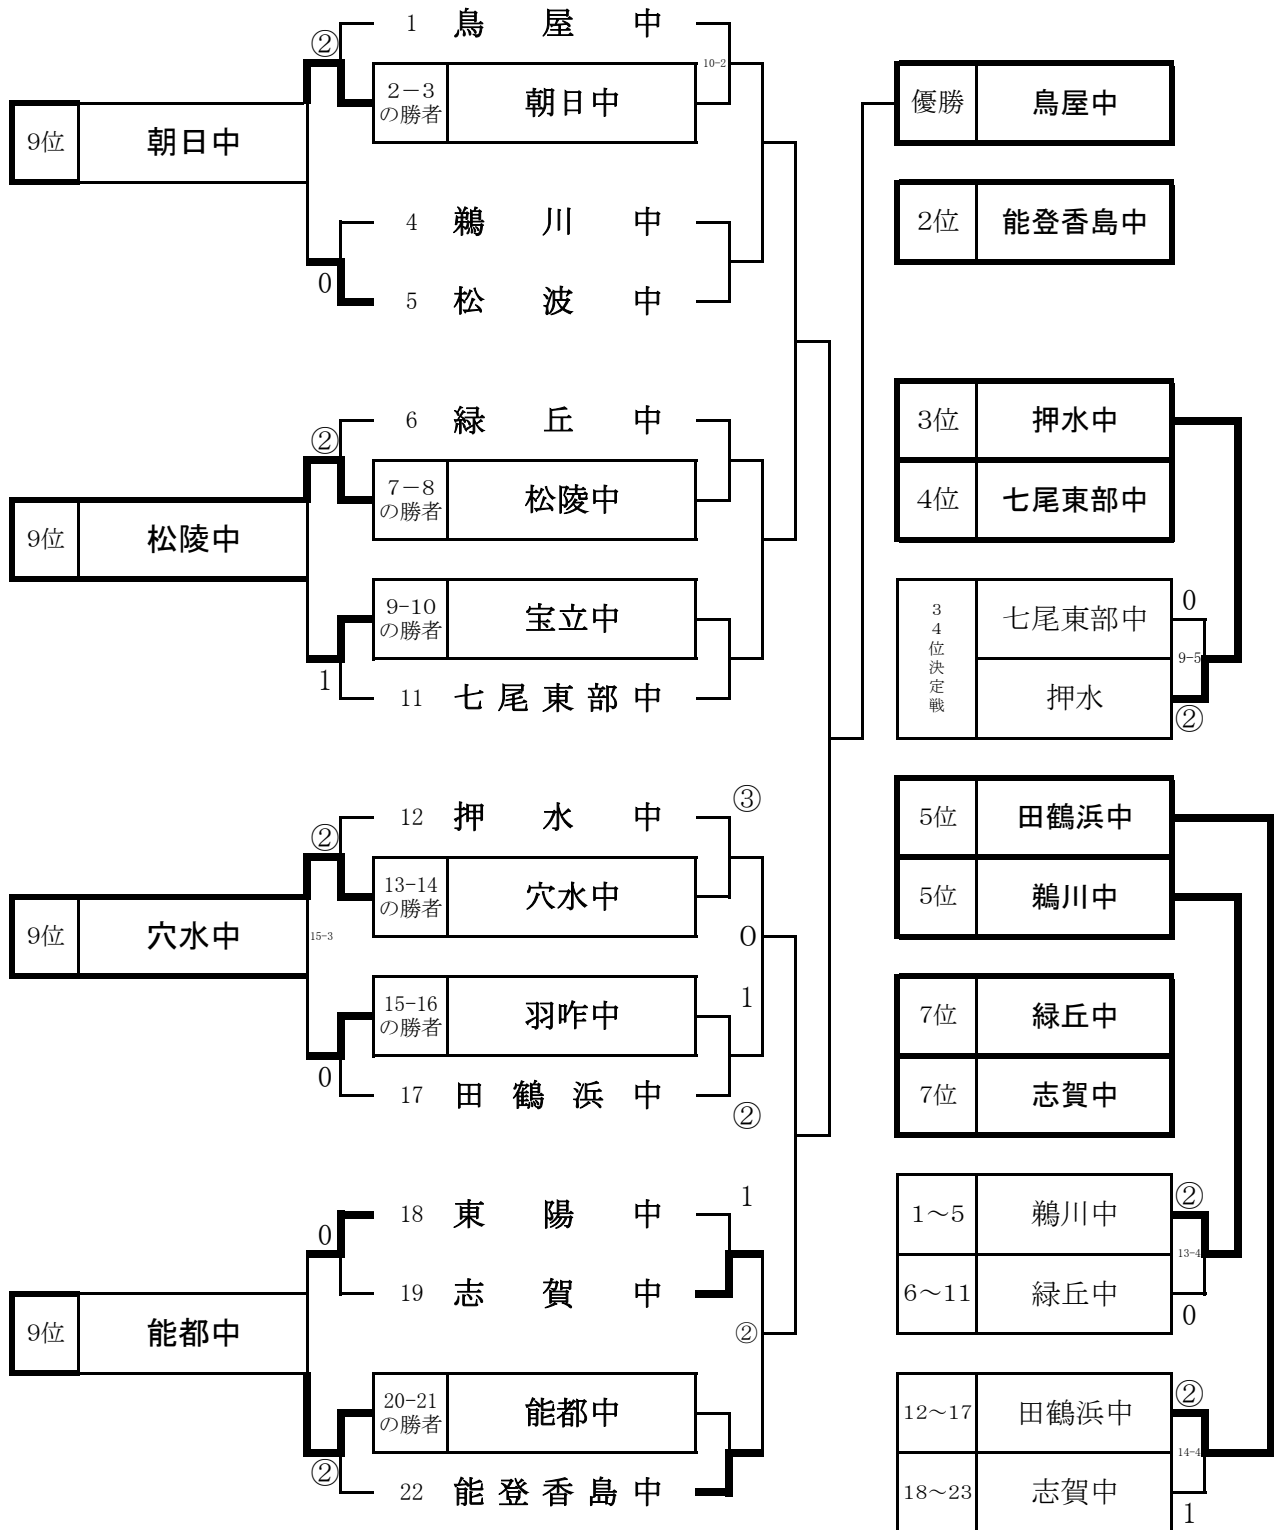 1 鳥屋中
②
2－3の勝者 朝日中
10-2
9位 朝日中
4 鵜川中
0
5 松波中
6 緑丘中
②
7－8の勝者 松陵中
9位 松陵中
9-10の勝者 宝立中
1
11 七尾東部中
12 押水中
③
②
13-14の勝者 穴水中
9位 穴水中
15-3
0
15-16の勝者 羽咋中
1
0
17 田鶴浜中
②
18 東陽中
1
0
19 志賀中
9位 能都中
②
20-21の勝者 能都中
②
22 能登香島中
優勝 鳥屋中
2位 能登香島中
3位 押水中
4位 七尾東部中
34位決定戦
七尾東部中 0
9-5
押水 ②
5位 田鶴浜中
5位 鵜川中
7位 緑丘中
7位 志賀中
1～5 鵜川中 ②
13-4
6～11 緑丘中 0
12～17 田鶴浜中 ②
14-4
18～23 志賀中 1